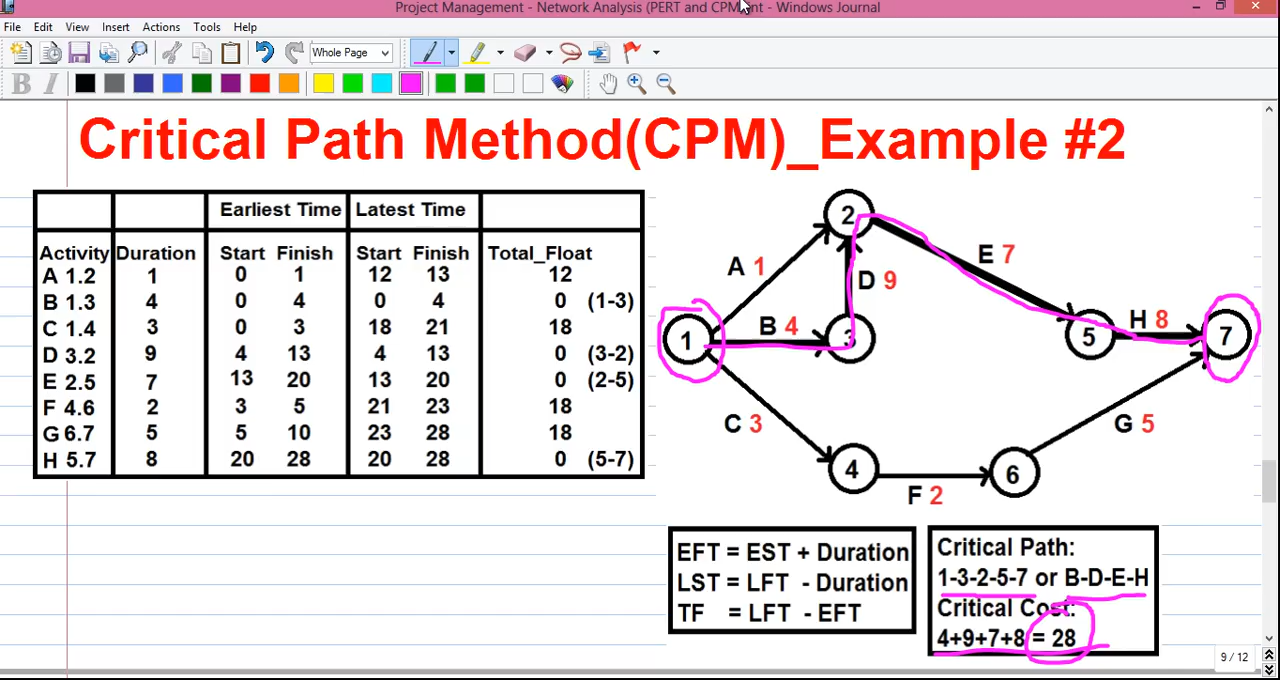 Project Management - Network Analysis (PERT and CPM)nt - Windows Journal
File Edit View Insert Actions Tools Help
Whole Page
B I
Critical Path Method(CPM)_Example #2
Earliest Time Latest Time
Activity Duration Start Finish Start Finish Total_Float
A 1.2 1 0 1 12 13 12
B 1.3 4 0 4 0 4 0 (1-3)
C 1.4 3 0 3 18 21 18
D 3.2 9 4 13 4 13 0 (3-2)
E 2.5 7 13 20 13 20 0 (2-5)
F 4.6 2 3 5 21 23 18
G 6.7 5 5 10 23 28 18
H 5.7 8 20 28 20 28 0 (5-7)
2
E 7
A 1
D 9
B 4
H 8
1
3
5
7
C 3
G 5
4
6
F 2
EFT = EST + Duration
LST = LFT - Duration
TF = LFT - EFT
Critical Path:
1-3-2-5-7 or B-D-E-H
Critical Cost:
4+9+7+8 = 28
9 / 12